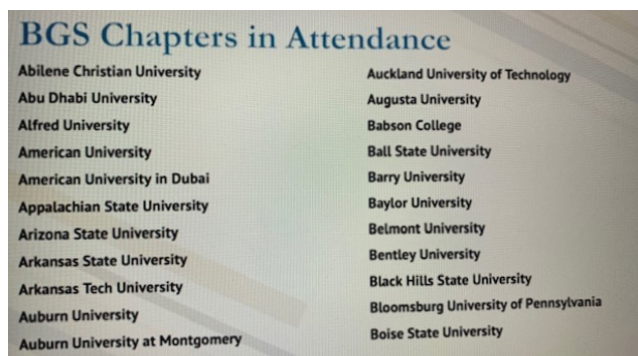 BGS Chapters in Attendance
Abilene Christian University
Abu Dhabi University
Alfred University
American University
American University in Dubai
Appalachian State University
Arizona State University
Arkansas State University
Arkansas Tech University
Auburn University
Auburn University at Montgomery
Auckland University of Technology
Augusta University
Babson College
Ball State University
Barry University
Baylor University
Belmont University
Bentley University
Black Hills State University
Bloomsburg University of Pennsylvania
Boise State University